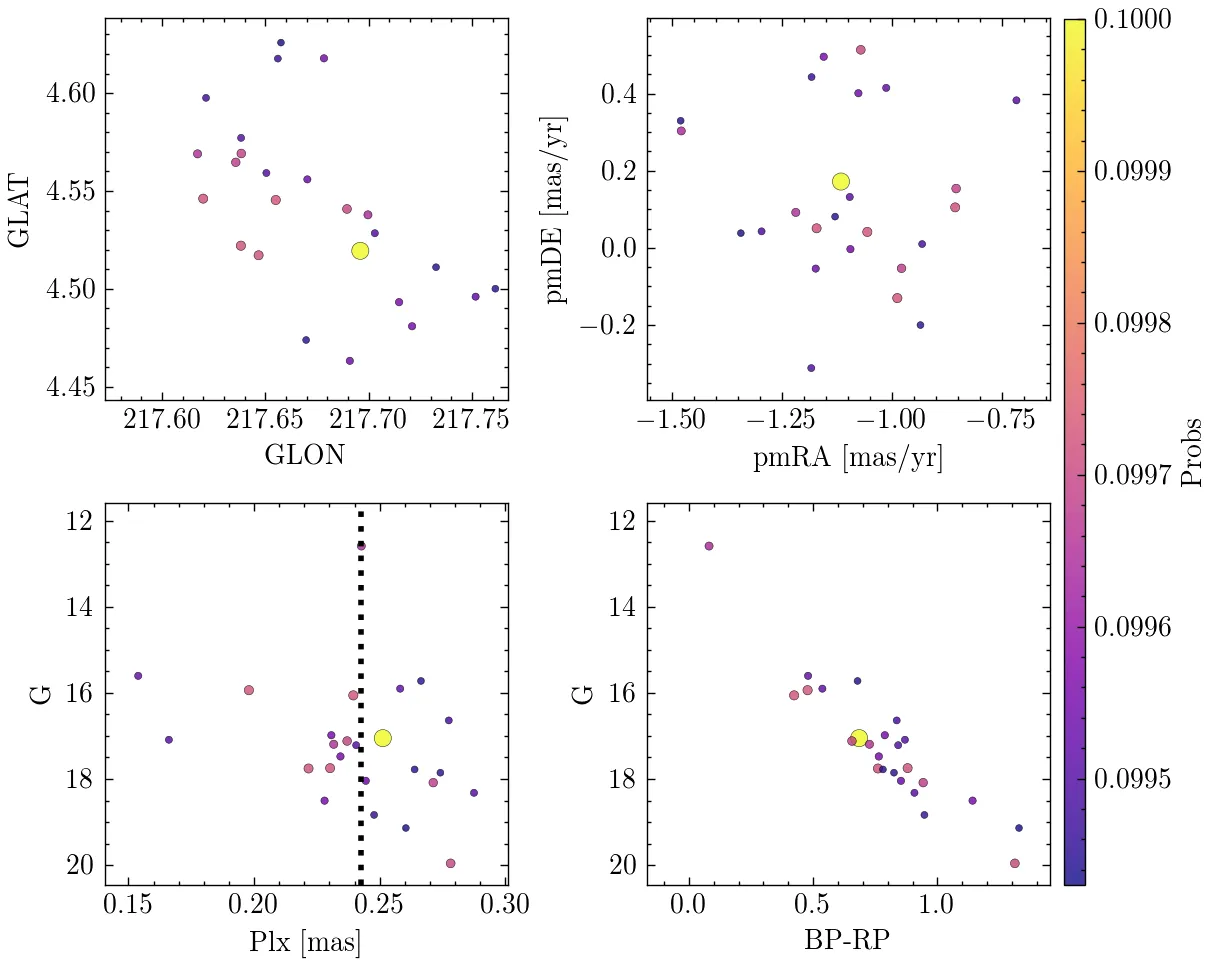 4.60
4.55
4.50
4.45
GLAT
217.60 217.65 217.70 217.75
GLON
0.4
0.2
0.0
−0.2
pmDE [mas/yr]
−1.50 −1.25 −1.00 −0.75
pmRA [mas/yr]
12
14
16
18
20
G
0.15 0.20 0.25 0.30
Plx [mas]
12
14
16
18
20
G
0.0 0.5 1.0
BP-RP
0.1000
0.0999
0.0998
0.0997
0.0996
0.0995
Probs